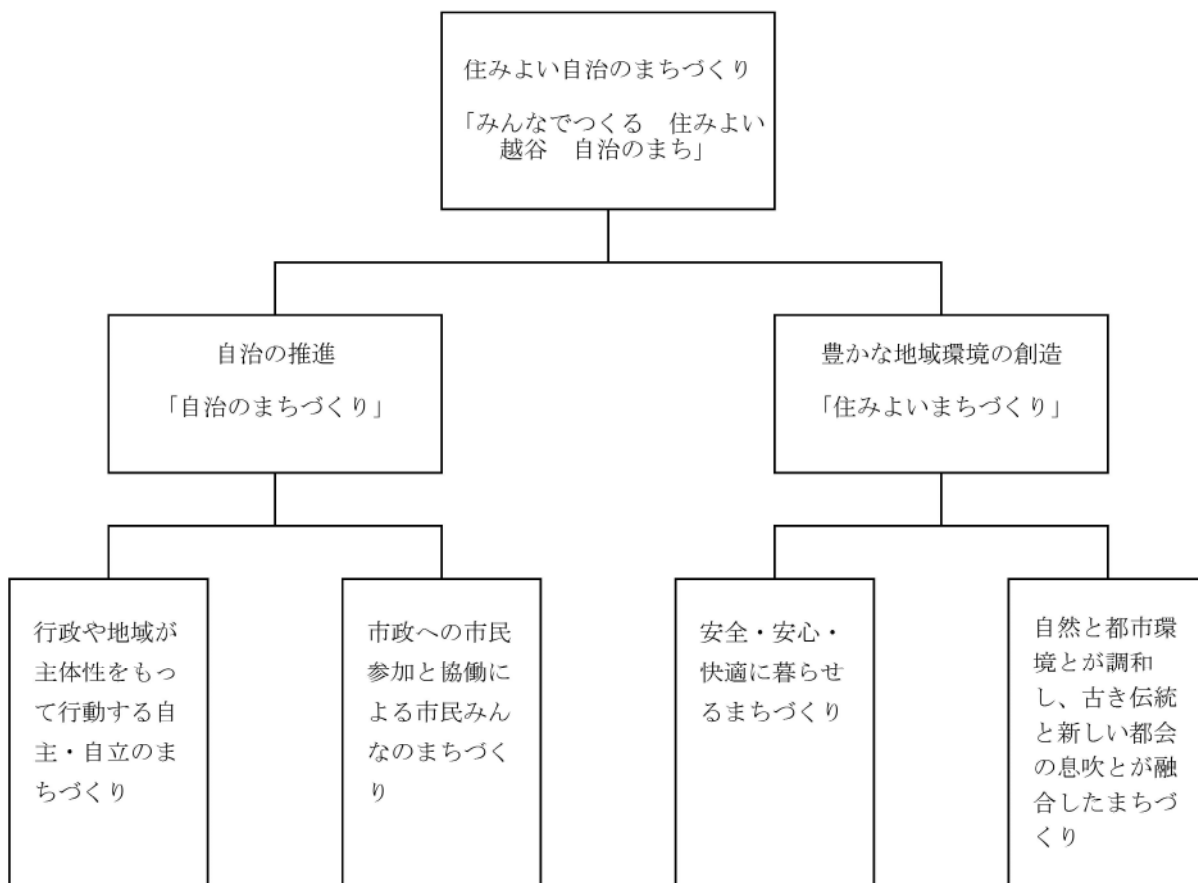 住みよい自治のまちづくり
「みんなでつくる　住みよい
越谷　自治のまち」
自治の推進
「自治のまちづくり」
豊かな地域環境の創造
「住みよいまちづくり」
行政や地域が
主体性をもっ
て行動する自
主・自立のま
ちづくり
市政への市民
参加と協働に
よる市民みん
なのまちづく
り
安全・安心・
快適に暮らせ
るまちづくり
自然と都市環
境とが調和
し、古き伝統
と新しい都会
の息吹とが融
合したまちづ
くり